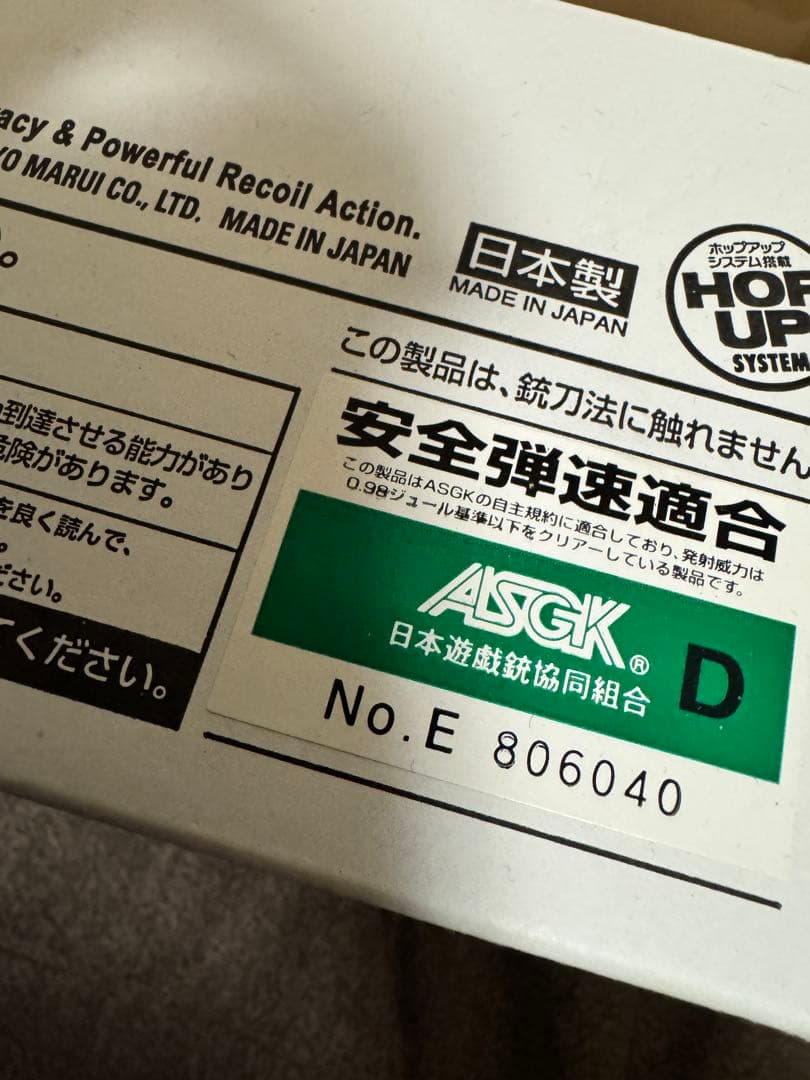 & Powerful Recoil Action.
MARUI CO., LTD. MADE IN JAPAN
日本製
MADE IN JAPAN
ホップアップ
システム搭載
HOP
UP
SYSTEM
。
この製品は、銃刀法に触れません
到達させる能力があり
危険があります。
を良く読んで、
。
ださい。
てください。
安全弾速適合
この製品はASGKの自主規約に適合しており、発射威力は
0.98ジュール基準以下をクリアーしている製品です。
ASGK®
日本遊戯銃協同組合
D
No.E 806040